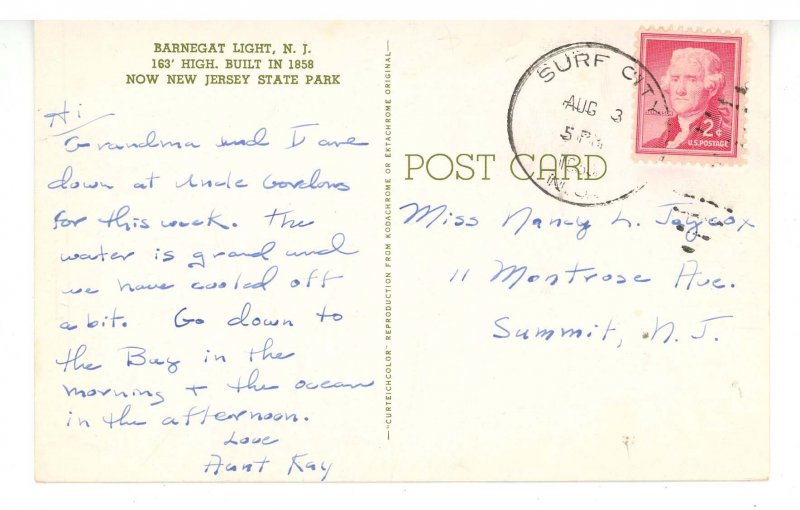 BARNEGAT LIGHT, N. J.
163' HIGH. BUILT IN 1858
NOW NEW JERSEY STATE PARK
Hi
Grandma and I are
down at Uncle Gordons
for this week. The
water is grand and
we have cooled off
a bit. Go down to
the Bay in the
morning + the ocean
in the afternoon.
Love
Aunt Kay
"CURTEICHCOLOR" REPRODUCTION FROM KODACHROME OR EKTACHROME ORIGINAL
SURF CITY
AUG 3
5 PM
N.J.
2¢
U.S. POSTAGE
POST CARD
Miss Nancy L. Jaycox
11 Montrose Ave.
Summit, N. J.